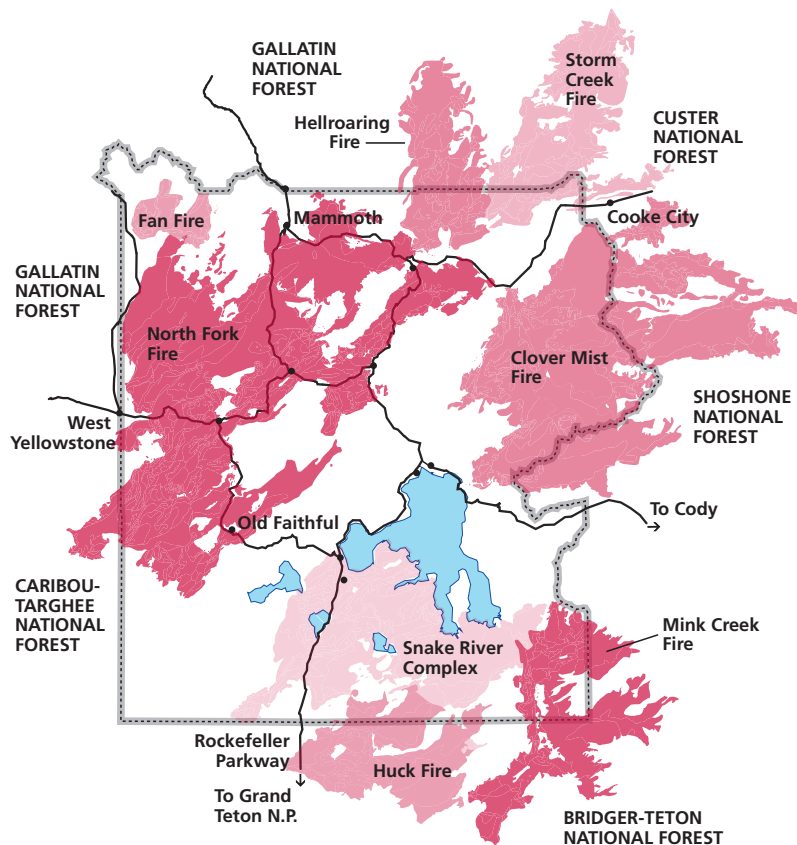 GALLATIN
NATIONAL
FOREST
Storm
Creek
Fire
Hellroaring
Fire
CUSTER
NATIONAL
FOREST
Fan Fire
Mammoth
Cooke City
GALLATIN
NATIONAL
FOREST
North Fork
Fire
Clover Mist
Fire
SHOSHONE
NATIONAL
FOREST
West
Yellowstone
To Cody
Old Faithful
CARIBOU-
TARGHEE
NATIONAL
FOREST
Mink Creek
Fire
Snake River
Complex
Rockefeller
Parkway
Huck Fire
To Grand
Teton N.P.
BRIDGER-TETON
NATIONAL FOREST